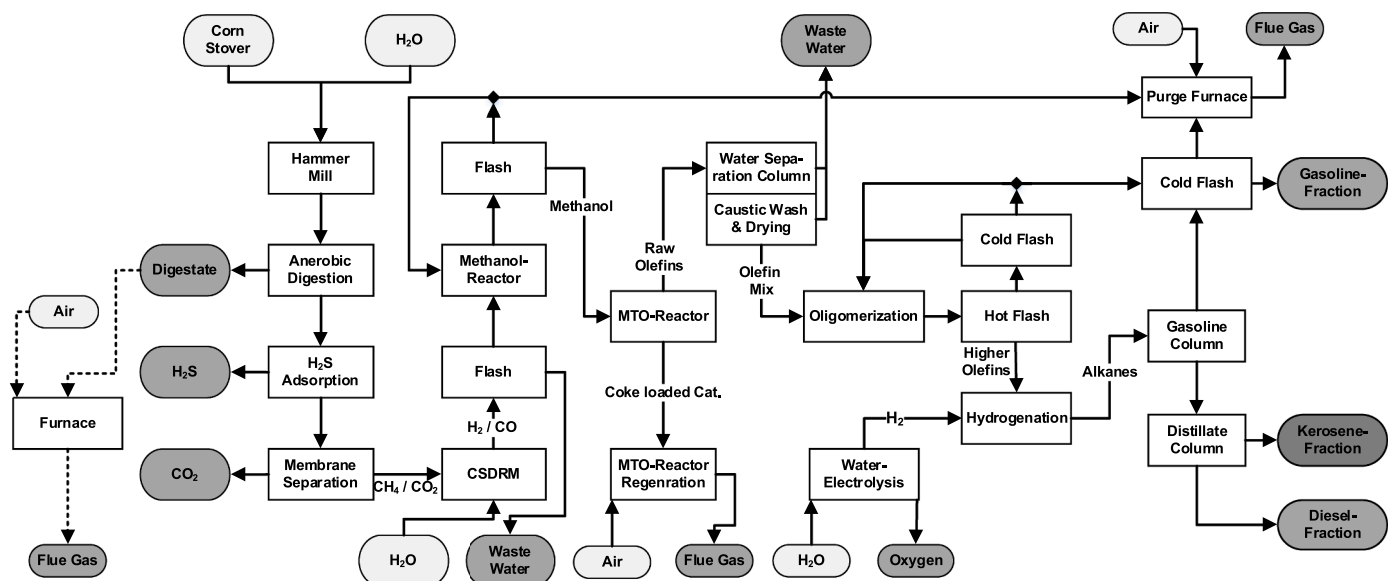 Corn
Stover
H₂O
Waste
Water
Air
Flue Gas
Purge Furnace
Hammer
Mill
Flash
Methanol
Water Sepa-
ration Column
Caustic Wash
& Drying
Cold Flash
Gasoline-
Fraction
Digestate
Anerobic
Digestion
Methanol-
Reactor
Raw
Olefins
Olefin
Mix
Cold Flash
Air
MTO-Reactor
Oligomerization
Hot Flash
Gasoline
Column
H₂S
H₂S
Adsorption
Flash
Higher
Olefins
Alkanes
Furnace
Coke loaded Cat.
H₂ / CO
H₂
Hydrogenation
Distillate
Column
Kerosene-
Fraction
CO₂
Membrane
Separation
CH₄ / CO₂
CSDRM
MTO-Reactor
Regenration
Water-
Electrolysis
Diesel-
Fraction
Flue Gas
H₂O
Waste
Water
Air
Flue Gas
H₂O
Oxygen